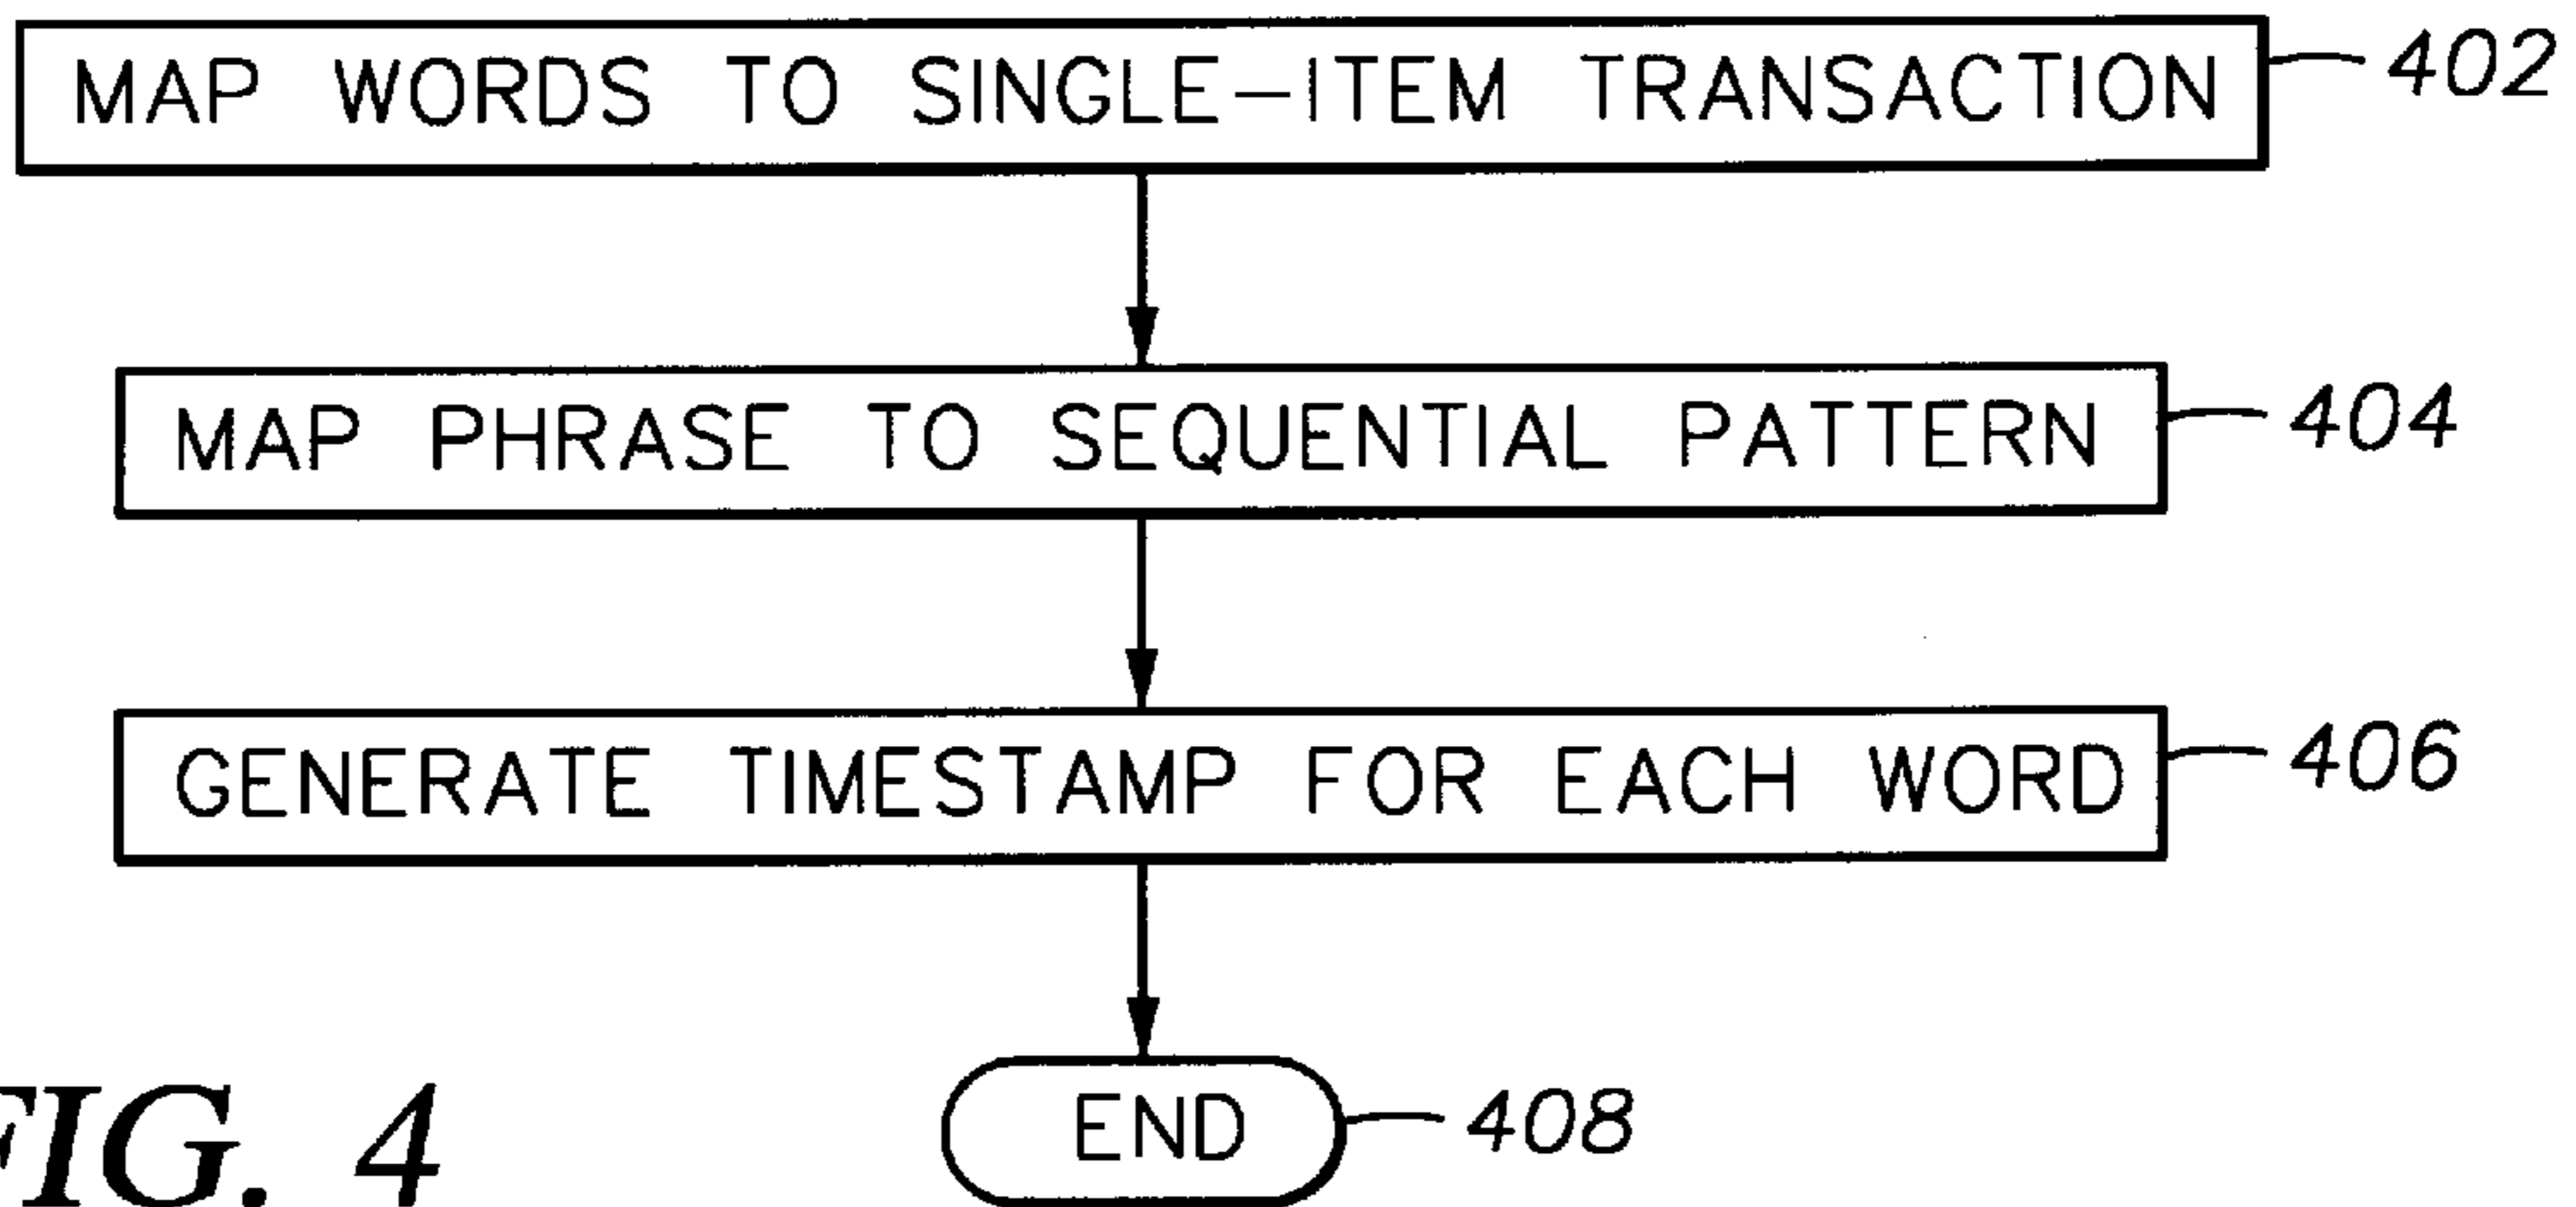 MAP WORDS TO SINGLE-ITEM TRANSACTION 402
MAP PHRASE TO SEQUENTIAL PATTERN 404
GENERATE TIMESTAMP FOR EACH WORD 406
END 408
FIG. 4